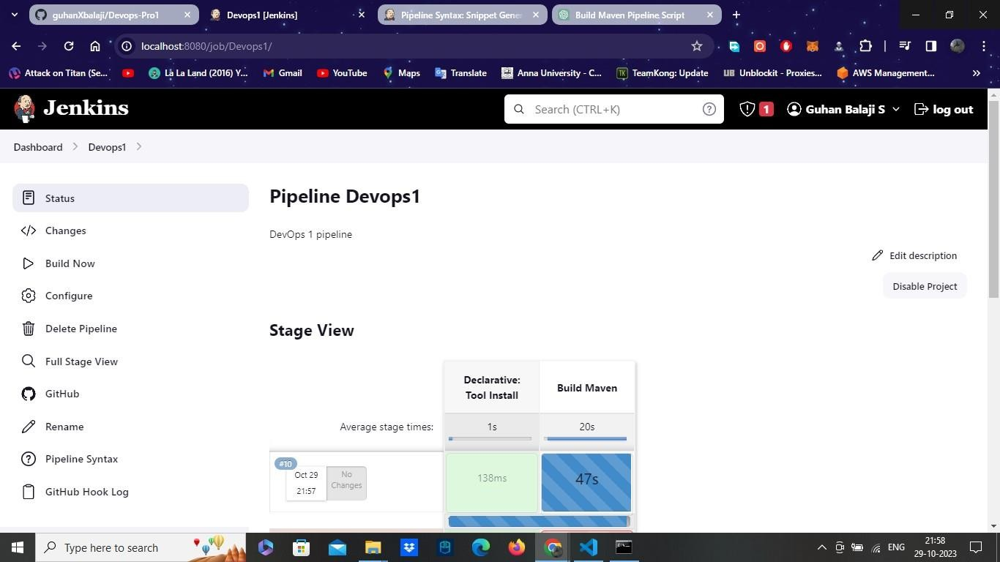 guhanXbalaji/Devops-Pro1
Devops1 [Jenkins]
Pipeline Syntax: Snippet Gener
Build Maven Pipeline Script
localhost:8080/job/Devops1/
Attack on Titan (Se...
La La Land (2016) Y...
Gmail
YouTube
Maps
Translate
Anna University - C...
TK TeamKong: Update
UB Unblockit - Proxies...
AWS Management...
Jenkins
Search (CTRL+K)
1
Guhan Balaji S
log out
Dashboard
Devops1
Status
Changes
Build Now
Configure
Delete Pipeline
Full Stage View
GitHub
Rename
Pipeline Syntax
GitHub Hook Log
Pipeline Devops1
DevOps 1 pipeline
Edit description
Disable Project
Stage View
Declarative:
Tool Install
Build Maven
Average stage times:
1s
20s
#10
Oct 29
21:57
No
Changes
138ms
47s
Type here to search
ENG
21:58
29-10-2023